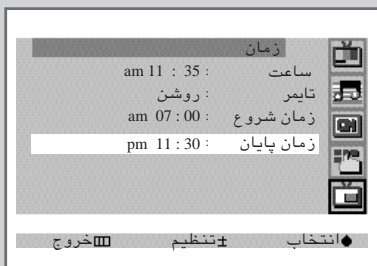 زمان
ساعت : am 11 : 35
تایمر : روشن
زمان شروع : am 07 : 00
زمان پایان : pm 11 : 30
CH
انتخاب ± تنظیم خروج